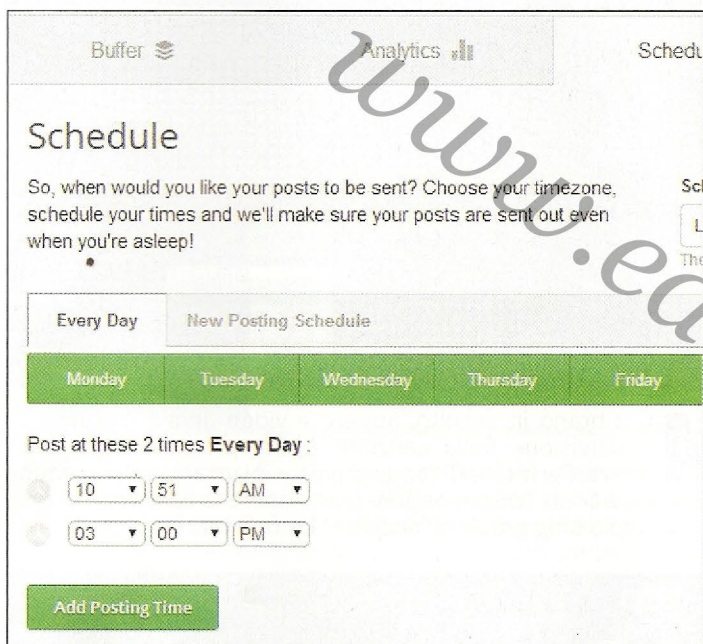 Buffer
Analytics
Schedu
Schedule
So, when would you like your posts to be sent? Choose your timezone,
schedule your times and we'll make sure your posts are sent out even
when you're asleep!
Sch
L
The
Every Day
New Posting Schedule
Monday
Tuesday
Wednesday
Thursday
Friday
Post at these 2 times Every Day :
10 51 AM
03 00 PM
Add Posting Time
www.ed